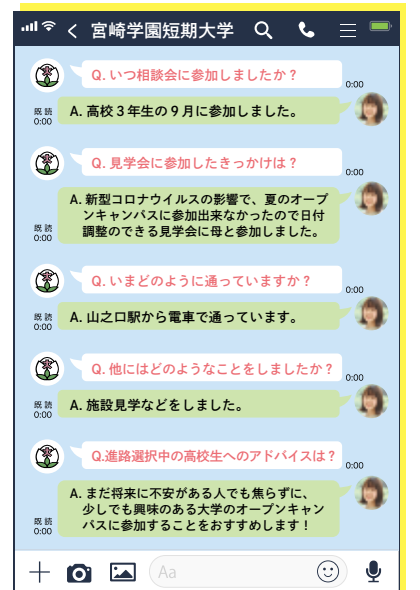 宮崎学園短期大学
Q. いつ相談会に参加しましたか？
0:00
既読
0:00
A. 高校３年生の９月に参加しました。
Q. 見学会に参加したきっかけは？
0:00
A. 新型コロナウイルスの影響で、夏のオープ
ンキャンパスに参加出来なかったので日付
調整のできる見学会に母と参加しました。
既読
0:00
Q. いまどのように通っていますか？
0:00
既読
0:00
A. 山之口駅から電車で通っています。
Q. 他にはどのようなことをしましたか？
0:00
既読
0:00
A. 施設見学などをしました。
Q.進路選択中の高校生へのアドバイスは？
0:00
A. まだ将来に不安がある人でも焦らずに、
少しでも興味のある大学のオープンキャン
パスに参加することをおすすめします！
既読
0:00
Aa